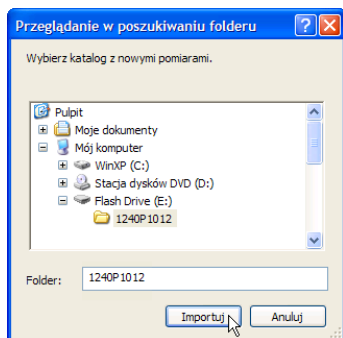 Przeglądanie w poszukiwaniu folderu
Wybierz katalog z nowymi pomiarami.
Pulpit
Moje dokumenty
Mój komputer
WinXP (C:)
Stacja dysków DVD (D:)
Flash Drive (E:)
1240P1012
Folder: 1240P1012
Importuj Anuluj